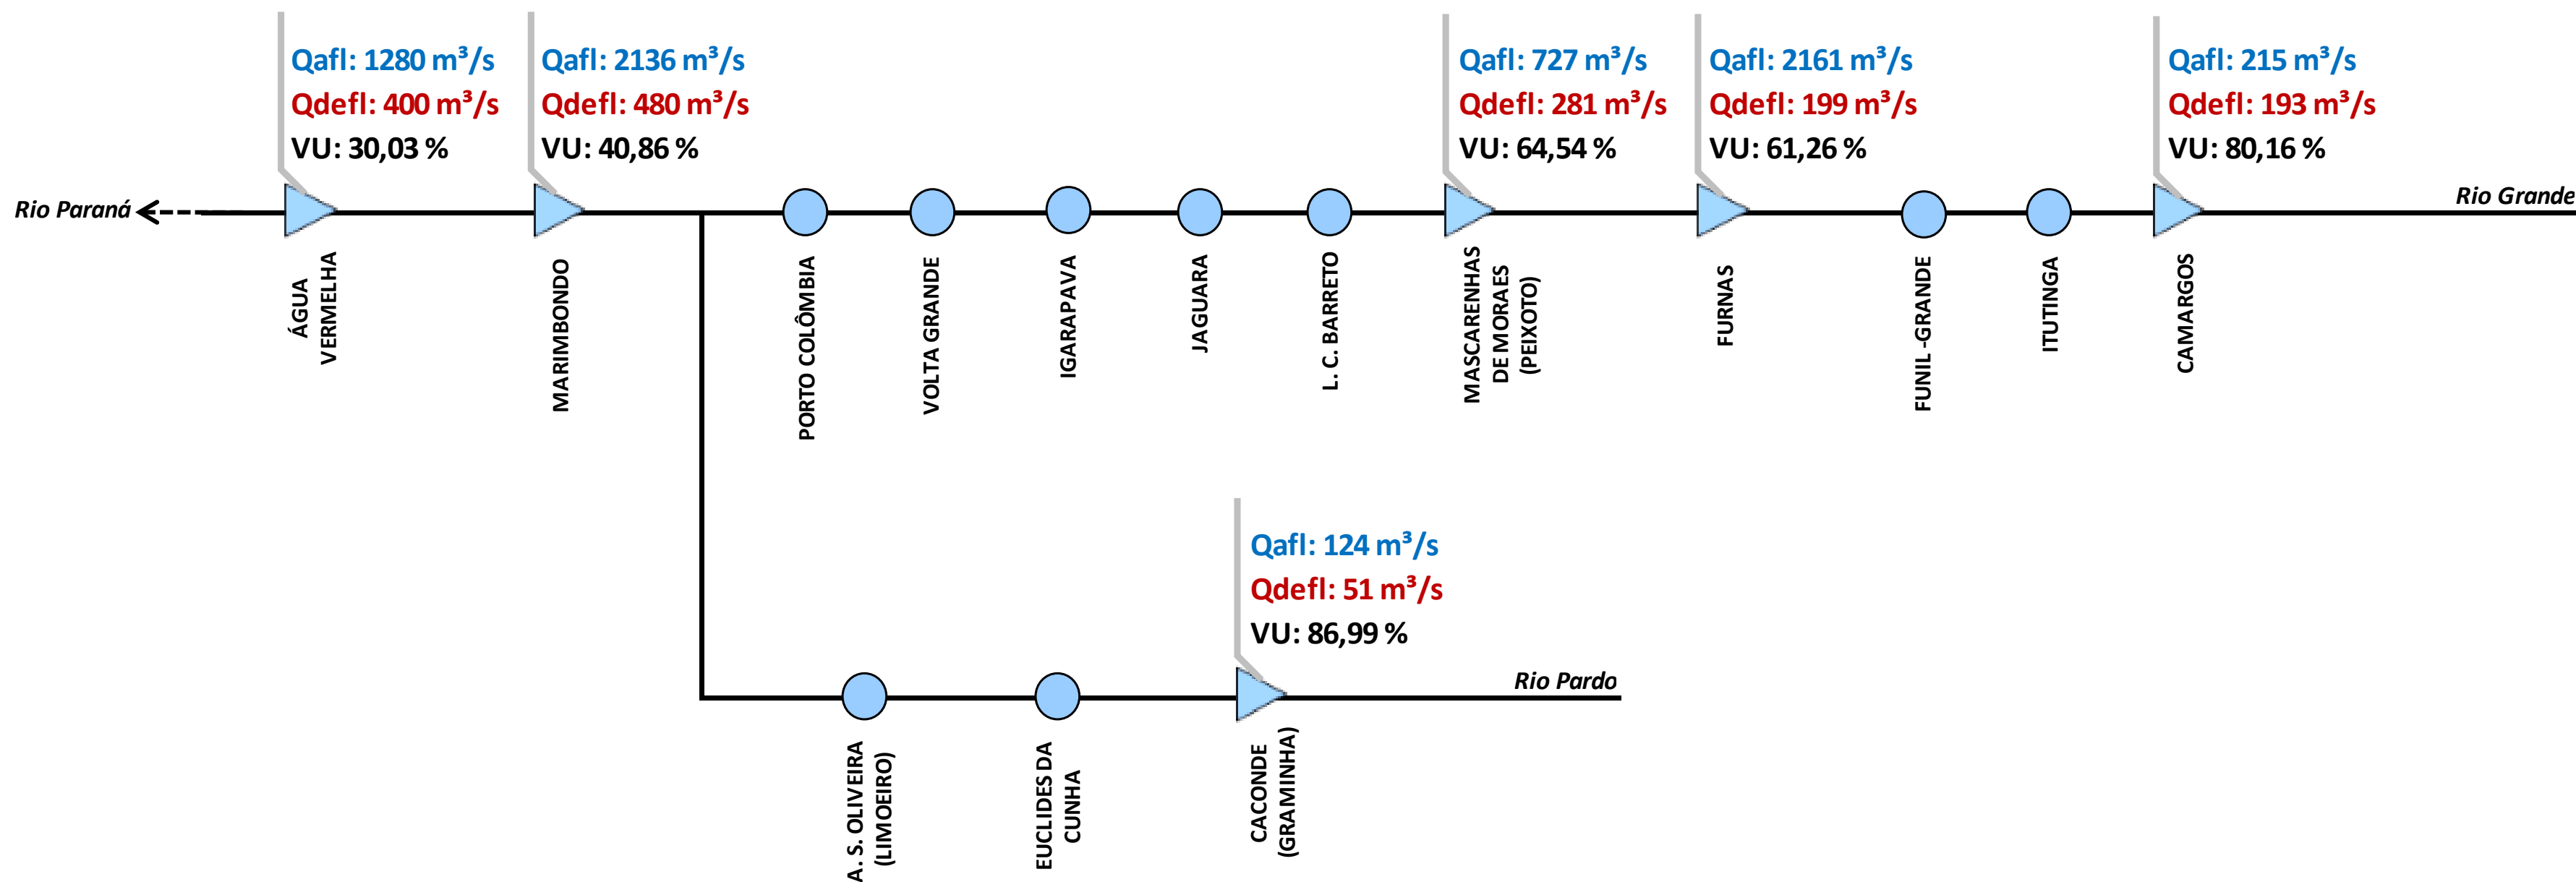 Qafl: 1280 m³/s
Qdefl: 400 m³/s
VU: 30,03 %
Qafl: 2136 m³/s
Qdefl: 480 m³/s
VU: 40,86 %
Qafl: 727 m³/s
Qdefl: 281 m³/s
VU: 64,54 %
Qafl: 2161 m³/s
Qdefl: 199 m³/s
VU: 61,26 %
Qafl: 215 m³/s
Qdefl: 193 m³/s
VU: 80,16 %
Rio Paraná
Rio Grande
ÁGUA
VERMELHA
MARIMBONDO
PORTO COLÔMBIA
VOLTA GRANDE
IGARAPAVA
JAGUARA
L. C. BARRETO
MASCARENHAS
DE MORAES
(PEIXOTO)
FURNAS
FUNIL -GRANDE
ITUTINGA
CAMARGOS
Qafl: 124 m³/s
Qdefl: 51 m³/s
VU: 86,99 %
Rio Pardo
A. S. OLIVEIRA
(LIMOEIRO)
EUCLIDES DA
CUNHA
CACONDE
(GRAMINHA)